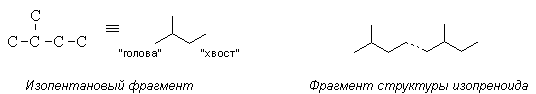 C
C – C – C – C ≡
"голова" "хвост"
Изопентановый фрагмент
Фрагмент структуры изопреноида